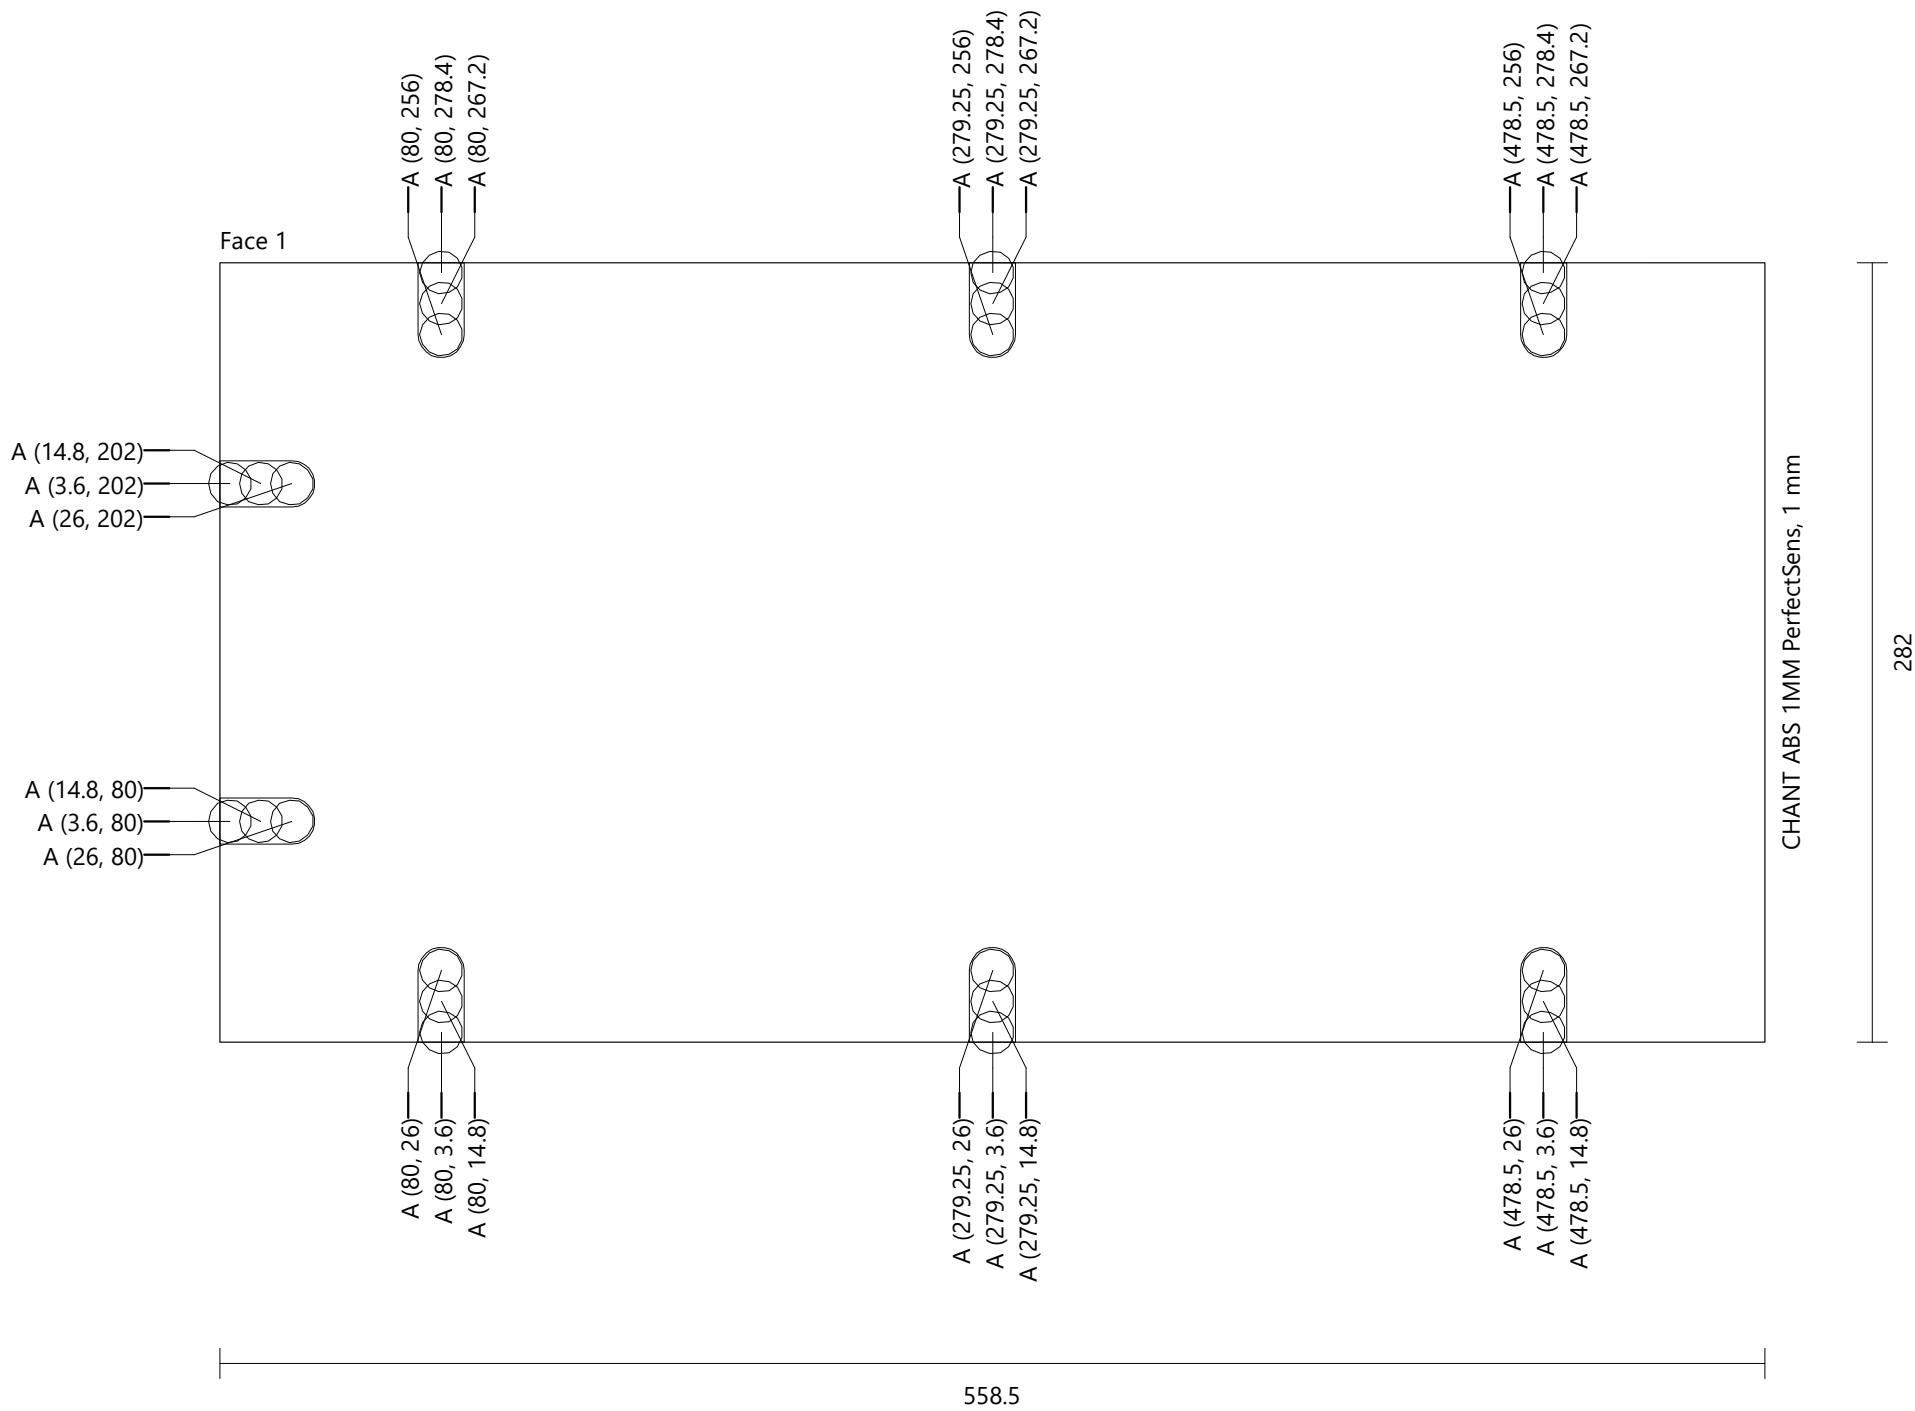 A (80, 256)
A (80, 278.4)
A (80, 267.2)
A (279.25, 256)
A (279.25, 278.4)
A (279.25, 267.2)
A (478.5, 256)
A (478.5, 278.4)
A (478.5, 267.2)
Face 1
A (14.8, 202)
A (3.6, 202)
A (26, 202)
CHANT ABS 1MM PerfectSens, 1 mm
282
A (14.8, 80)
A (3.6, 80)
A (26, 80)
A (80, 26)
A (80, 3.6)
A (80, 14.8)
A (279.25, 26)
A (279.25, 3.6)
A (279.25, 14.8)
A (478.5, 26)
A (478.5, 3.6)
A (478.5, 14.8)
558.5